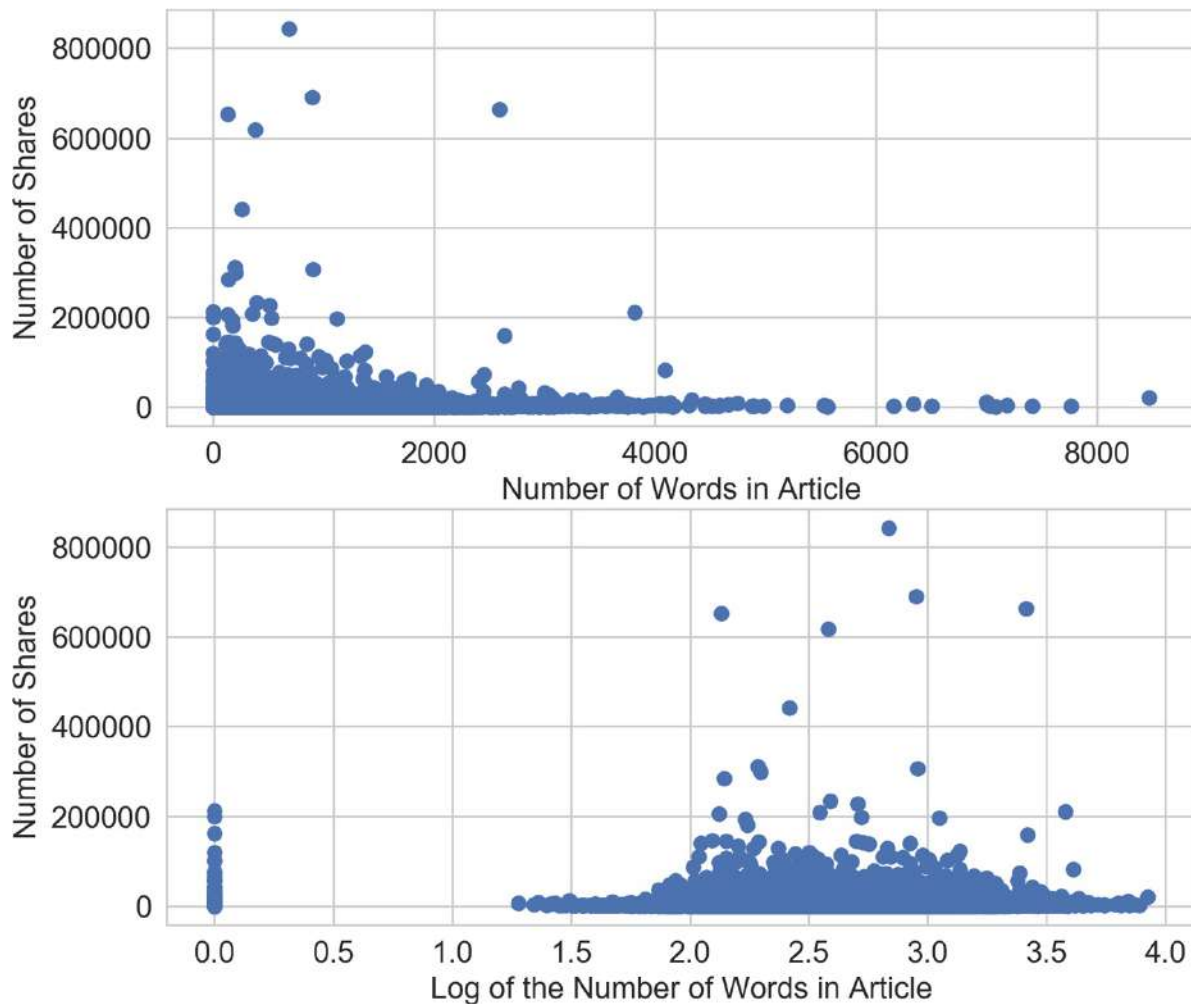 800000
600000
400000
200000
0
Number of Shares
0 2000 4000 6000 8000
Number of Words in Article
800000
600000
400000
200000
0
Number of Shares
0.0 0.5 1.0 1.5 2.0 2.5 3.0 3.5 4.0
Log of the Number of Words in Article